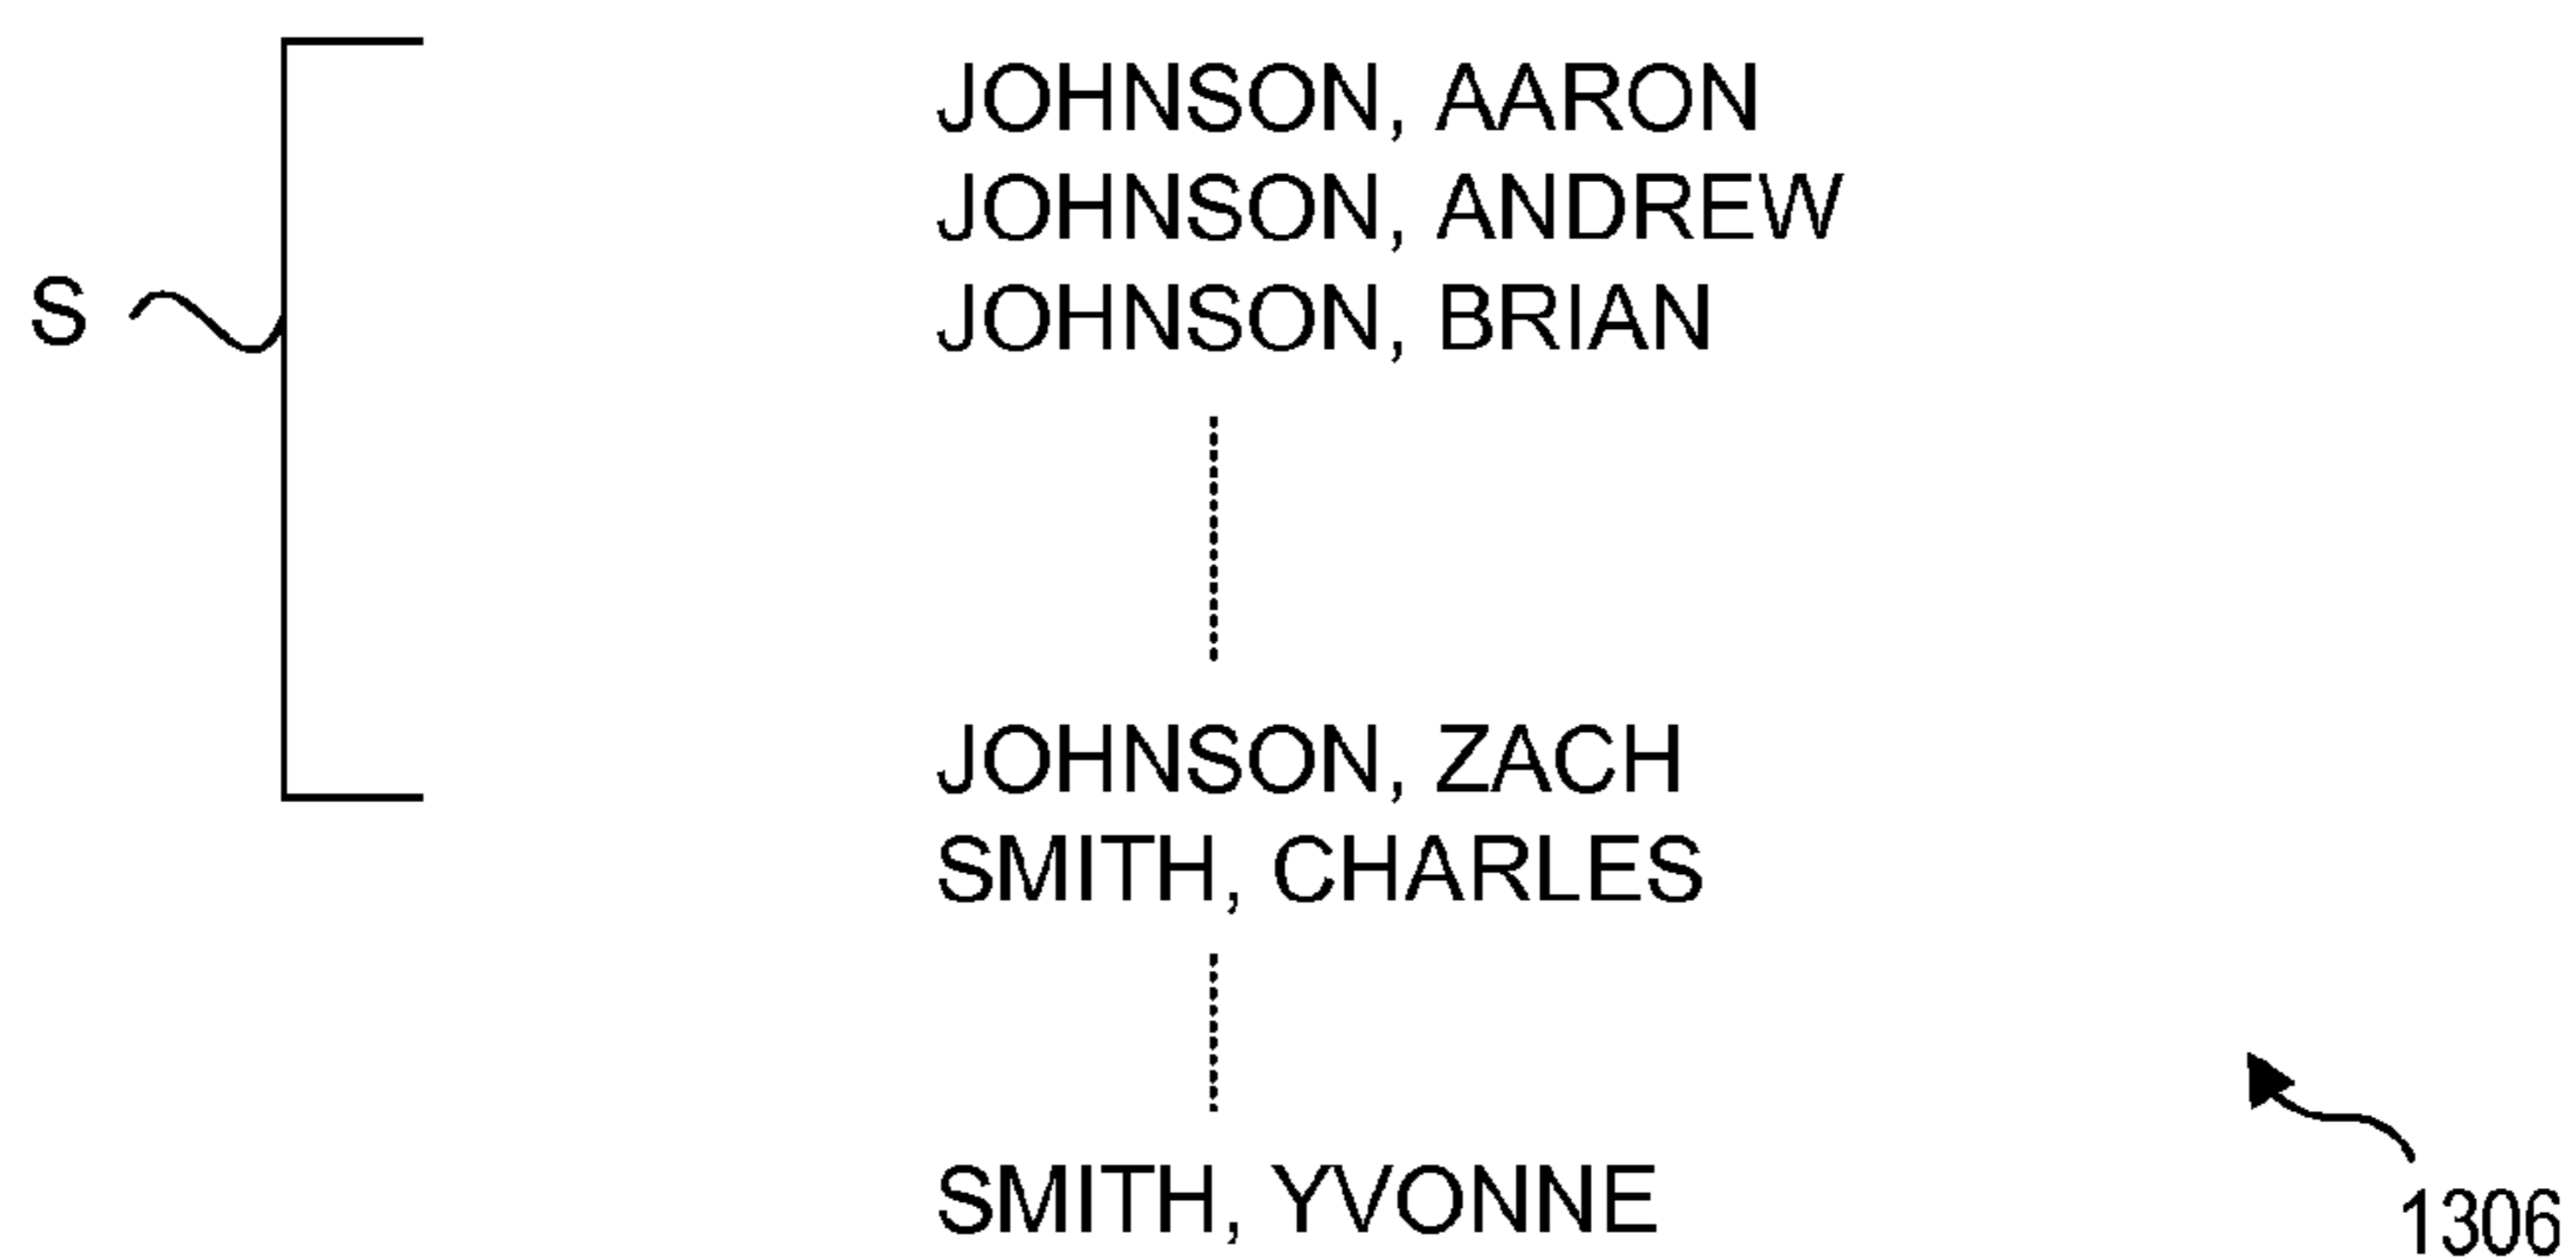 JOHNSON, AARON
JOHNSON, ANDREW
S
JOHNSON, BRIAN
JOHNSON, ZACH
SMITH, CHARLES
SMITH, YVONNE
1306